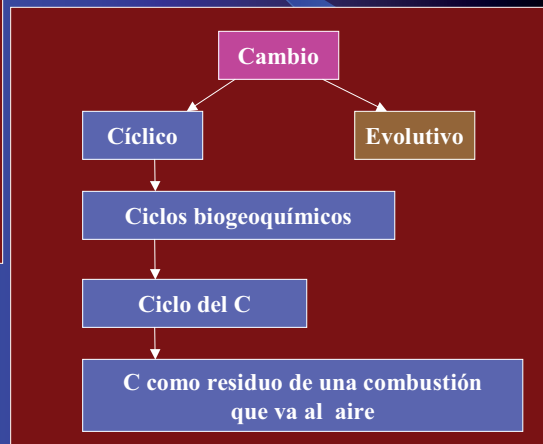 Cambio
Cíclico
Evolutivo
Ciclos biogeoquímicos
Ciclo del C
C como residuo de una combustión
que va al aire